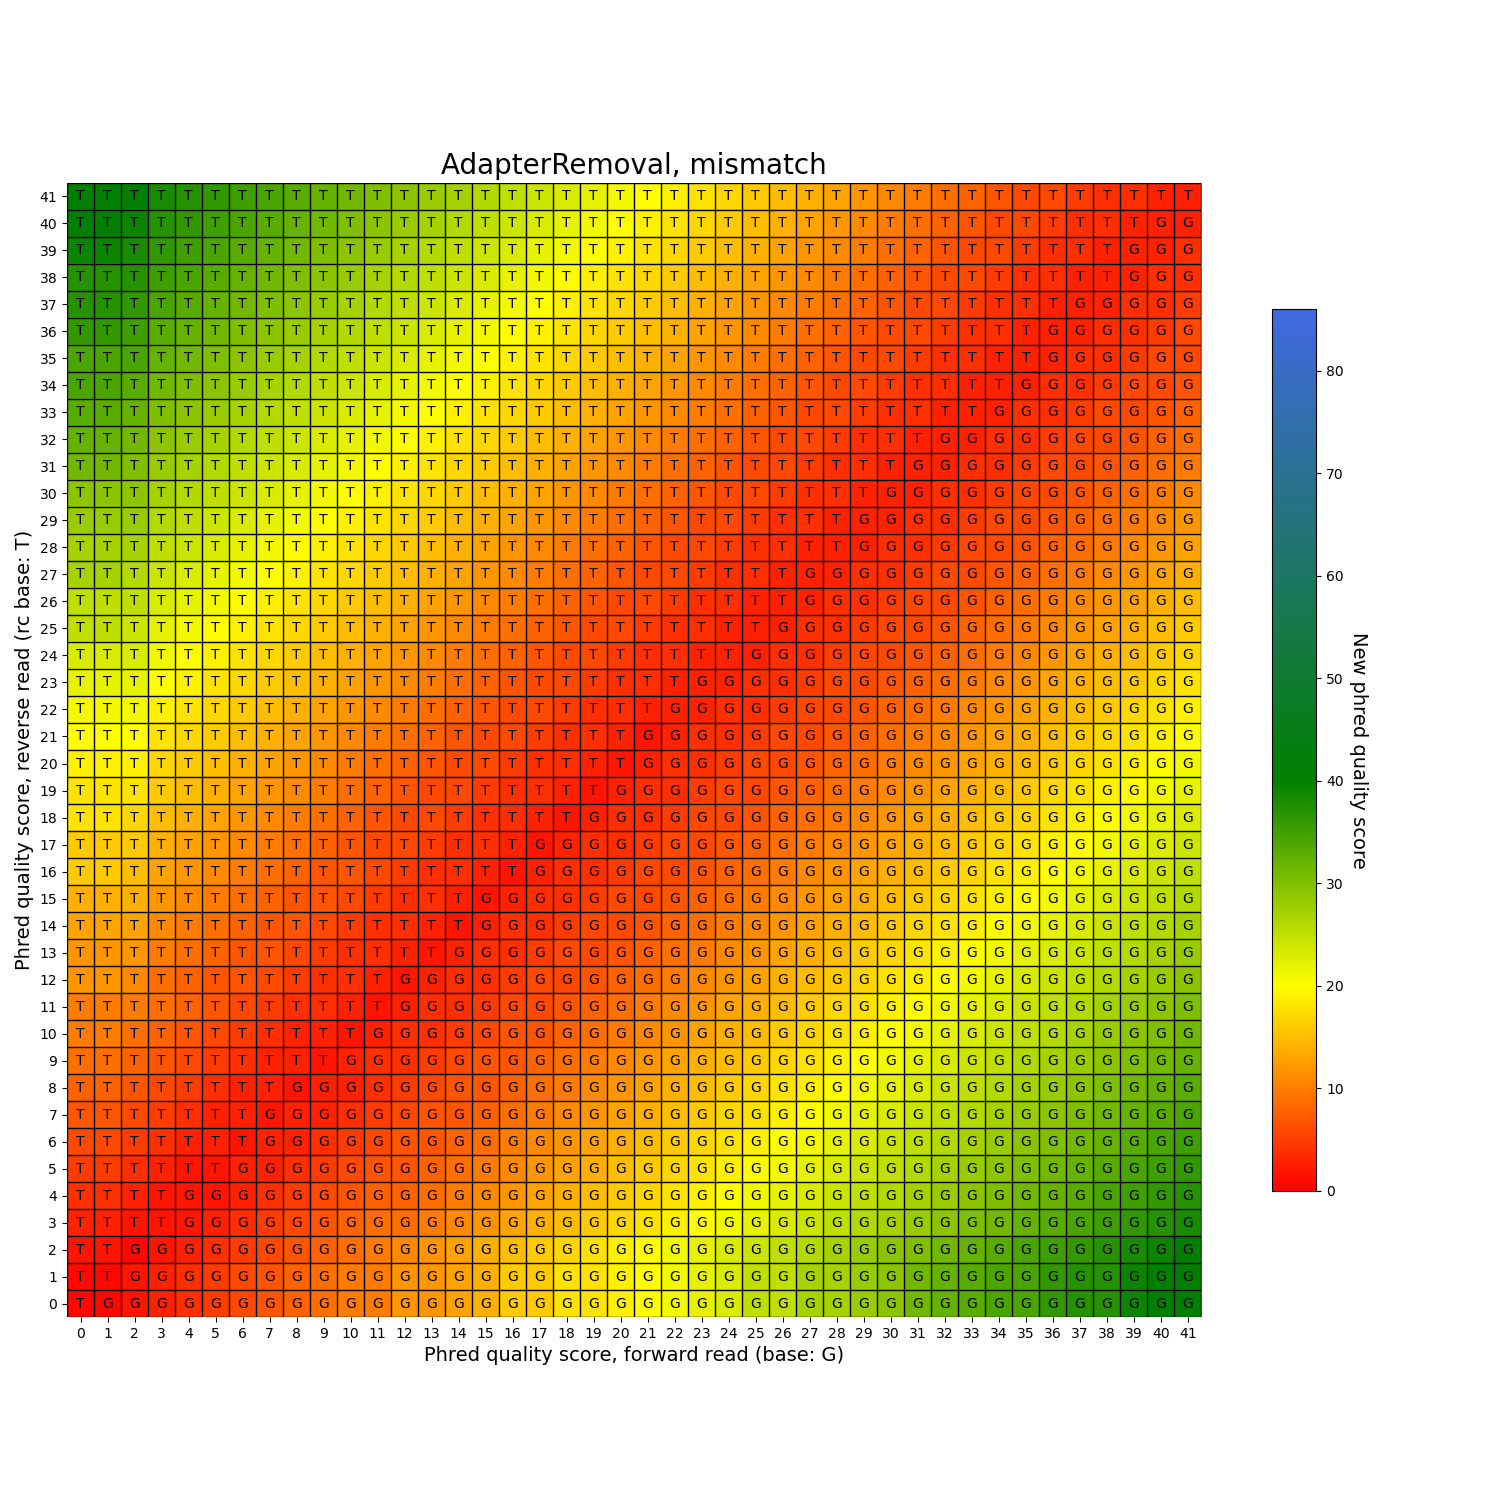 AdapterRemoval, mismatch
41 T T T T T T T T T T T T T T T T T T T T T T T T T T T T T T T T T T T T T T T T T T
40 T T T T T T T T T T T T T T T T T T T T T T T T T T T T T T T T T T T T T T T T G G
39 T T T T T T T T T T T T T T T T T T T T T T T T T T T T T T T T T T T T T T T G G G
38 T T T T T T T T T T T T T T T T T T T T T T T T T T T T T T T T T T T T T T T G G G
37 T T T T T T T T T T T T T T T T T T T T T T T T T T T T T T T T T T T T T G G G G G
36 T T T T T T T T T T T T T T T T T T T T T T T T T T T T T T T T T T T T G G G G G G
35 T T T T T T T T T T T T T T T T T T T T T T T T T T T T T T T T T T T T G G G G G G
34 T T T T T T T T T T T T T T T T T T T T T T T T T T T T T T T T T T T G G G G G G G
33 T T T T T T T T T T T T T T T T T T T T T T T T T T T T T T T T T T G G G G G G G G
32 T T T T T T T T T T T T T T T T T T T T T T T T T T T T T T T T G G G G G G G G G G
31 T T T T T T T T T T T T T T T T T T T T T T T T T T T T T T T G G G G G G G G G G G
30 T T T T T T T T T T T T T T T T T T T T T T T T T T T T T T G G G G G G G G G G G G
29 T T T T T T T T T T T T T T T T T T T T T T T T T T T T T G G G G G G G G G G G G G
28 T T T T T T T T T T T T T T T T T T T T T T T T T T T T T G G G G G G G G G G G G G
27 T T T T T T T T T T T T T T T T T T T T T T T T T T T G G G G G G G G G G G G G G G
26 T T T T T T T T T T T T T T T T T T T T T T T T T T T G G G G G G G G G G G G G G G
25 T T T T T T T T T T T T T T T T T T T T T T T T T T G G G G G G G G G G G G G G G G
24 T T T T T T T T T T T T T T T T T T T T T T T T T G G G G G G G G G G G G G G G G G
23 T T T T T T T T T T T T T T T T T T T T T T T G G G G G G G G G G G G G G G G G G G
22 T T T T T T T T T T T T T T T T T T T T T T G G G G G G G G G G G G G G G G G G G G
21 T T T T T T T T T T T T T T T T T T T T T G G G G G G G G G G G G G G G G G G G G G
20 T T T T T T T T T T T T T T T T T T T T T G G G G G G G G G G G G G G G G G G G G G
19 T T T T T T T T T T T T T T T T T T T T G G G G G G G G G G G G G G G G G G G G G G
18 T T T T T T T T T T T T T T T T T T T G G G G G G G G G G G G G G G G G G G G G G G
17 T T T T T T T T T T T T T T T T T G G G G G G G G G G G G G G G G G G G G G G G G G
16 T T T T T T T T T T T T T T T T T G G G G G G G G G G G G G G G G G G G G G G G G G
15 T T T T T T T T T T T T T T T G G G G G G G G G G G G G G G G G G G G G G G G G G G
14 T T T T T T T T T T T T T T T G G G G G G G G G G G G G G G G G G G G G G G G G G G
13 T T T T T T T T T T T T T T G G G G G G G G G G G G G G G G G G G G G G G G G G G G
12 T T T T T T T T T T T T G G G G G G G G G G G G G G G G G G G G G G G G G G G G G G
11 T T T T T T T T T T T T G G G G G G G G G G G G G G G G G G G G G G G G G G G G G G
10 T T T T T T T T T T T G G G G G G G G G G G G G G G G G G G G G G G G G G G G G G G
9 T T T T T T T T T T G G G G G G G G G G G G G G G G G G G G G G G G G G G G G G G G
8 T T T T T T T T G G G G G G G G G G G G G G G G G G G G G G G G G G G G G G G G G G
7 T T T T T T T G G G G G G G G G G G G G G G G G G G G G G G G G G G G G G G G G G G
6 T T T T T T T G G G G G G G G G G G G G G G G G G G G G G G G G G G G G G G G G G G
5 T T T T T T G G G G G G G G G G G G G G G G G G G G G G G G G G G G G G G G G G G G
4 T T T T G G G G G G G G G G G G G G G G G G G G G G G G G G G G G G G G G G G G G G
3 T T T T G G G G G G G G G G G G G G G G G G G G G G G G G G G G G G G G G G G G G G
2 T T G G G G G G G G G G G G G G G G G G G G G G G G G G G G G G G G G G G G G G G G
1 T T G G G G G G G G G G G G G G G G G G G G G G G G G G G G G G G G G G G G G G G G
0 T G G G G G G G G G G G G G G G G G G G G G G G G G G G G G G G G G G G G G G G G G
0 1 2 3 4 5 6 7 8 9 10 11 12 13 14 15 16 17 18 19 20 21 22 23 24 25 26 27 28 29 30 31 32 33 34 35 36 37 38 39 40 41
Phred quality score, forward read (base: G)
Phred quality score, reverse read (rc base: T)
80
70
60
50
40
30
20
10
0
New phred quality score